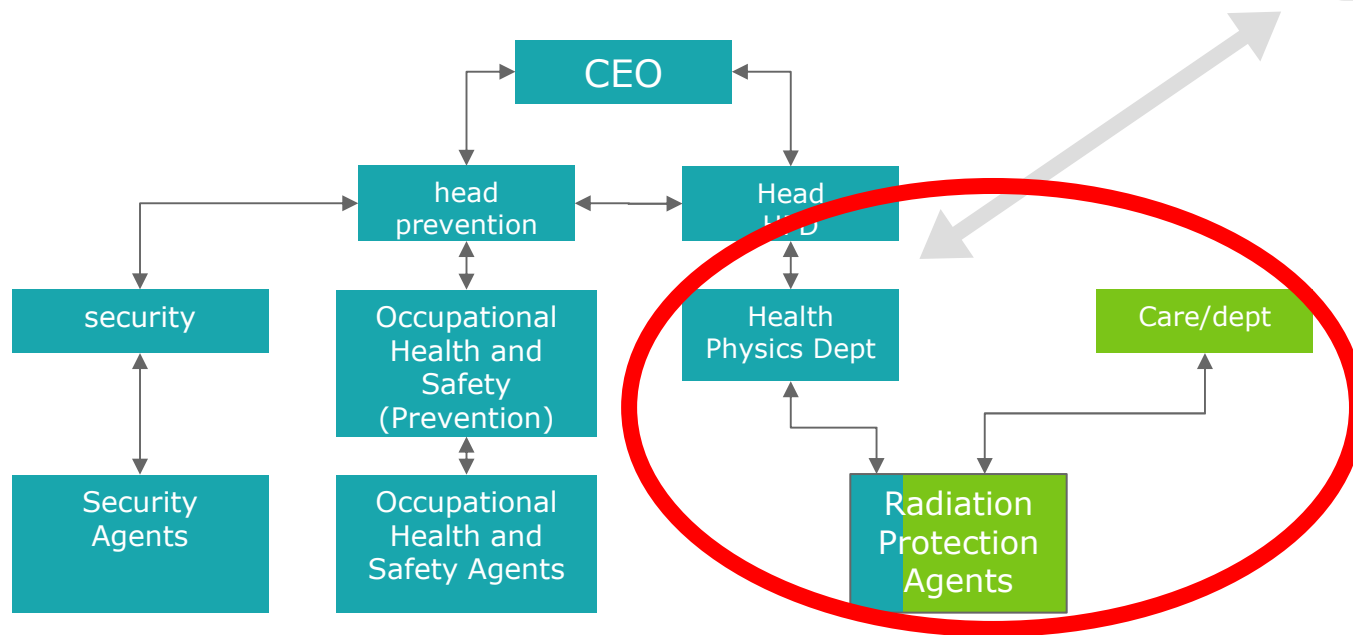 CEO
head
prevention
Head
HPD
security
Occupational
Health and
Safety
(Prevention)
Health
Physics Dept
Care/dept
Security
Agents
Occupational
Health and
Safety Agents
Radiation
Protection
Agents